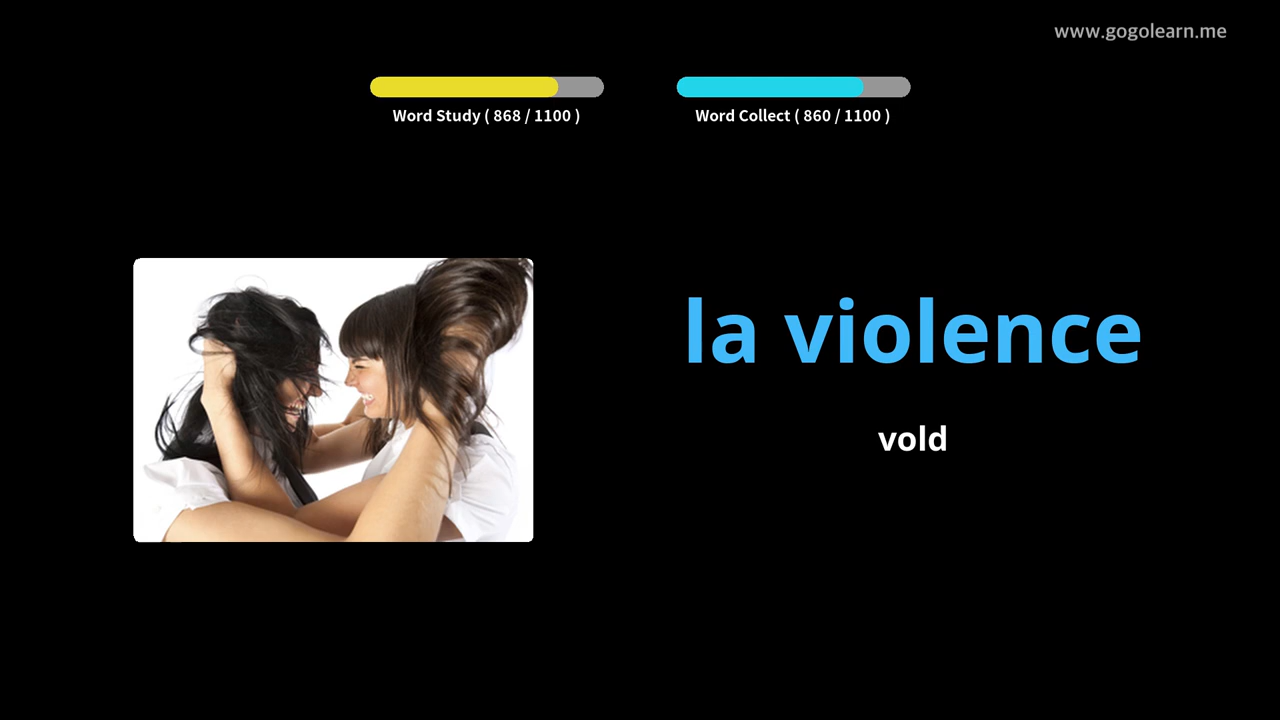 www.gogolearn.me
Word Study ( 868 / 1100 )
Word Collect ( 860 / 1100 )
la violence
vold